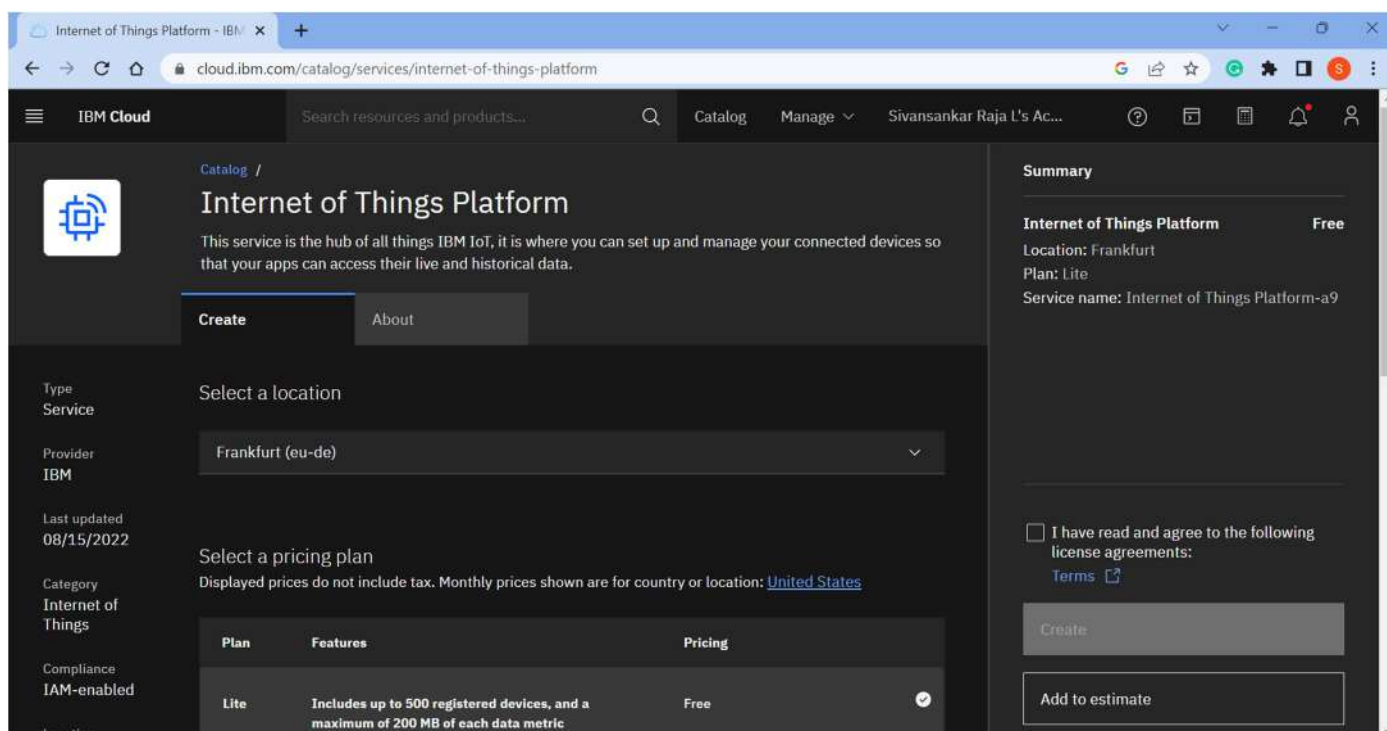 Internet of Things Platform - IBM
cloud.ibm.com/catalog/services/internet-of-things-platform
S
IBM Cloud
Search resources and products...
Catalog
Manage
Sivansankar Raja L's Ac...
Catalog /
Internet of Things Platform
This service is the hub of all things IBM IoT, it is where you can set up and manage your connected devices so
that your apps can access their live and historical data.
Create
About
Type
Service
Provider
IBM
Last updated
08/15/2022
Category
Internet of
Things
Compliance
IAM-enabled
Select a location
Frankfurt (eu-de)
Select a pricing plan
Displayed prices do not include tax. Monthly prices shown are for country or location: United States
Plan Features Pricing
Lite Includes up to 500 registered devices, and a Free
maximum of 200 MB of each data metric
Summary
Internet of Things Platform Free
Location: Frankfurt
Plan: Lite
Service name: Internet of Things Platform-a9
I have read and agree to the following
license agreements:
Terms
Create
Add to estimate